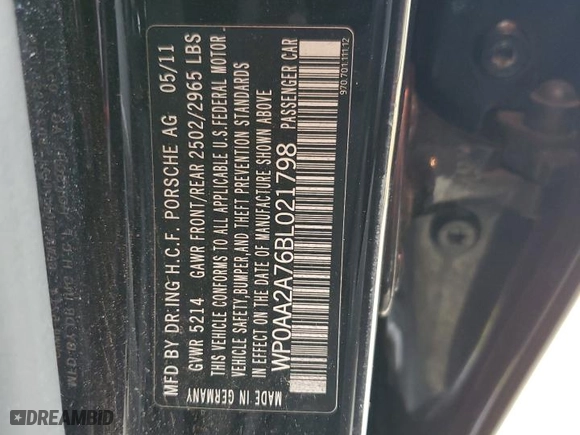 MFD BY DR.ING H.C.F. PORSCHE AG 05/11
GVWR 5214 GAWR FRONT/REAR 2502/2965 LBS
THIS VEHICLE CONFORMS TO ALL APPLICABLE U.S. FEDERAL MOTOR
VEHICLE SAFETY, BUMPER, AND THEFT PREVENTION STANDARDS
IN EFFECT ON THE DATE OF MANUFACTURE SHOWN ABOVE
WP0AA2A76BL021798 PASSENGER CAR
MADE IN GERMANY 970.701.111.12
DREAMBID